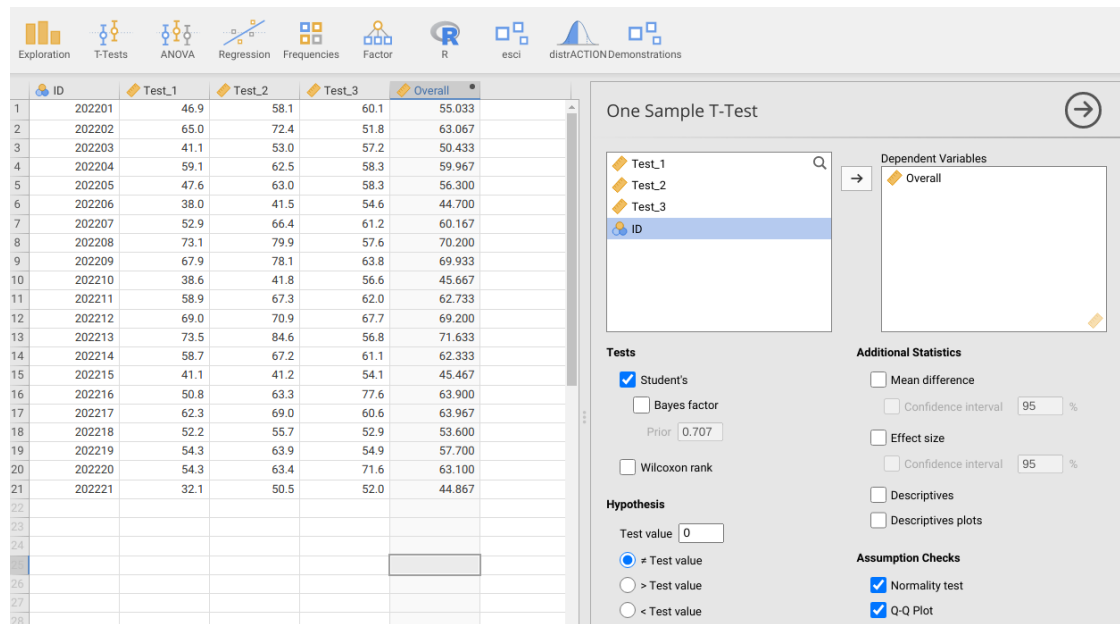 Exploration T-Tests ANOVA Regression Frequencies Factor R esci distrACTION Demonstrations
ID Test_1 Test_2 Test_3 Overall
1 202201 46.9 58.1 60.1 55.033
2 202202 65.0 72.4 51.8 63.067
3 202203 41.1 53.0 57.2 50.433
4 202204 59.1 62.5 58.3 59.967
5 202205 47.6 63.0 58.3 56.300
6 202206 38.0 41.5 54.6 44.700
7 202207 52.9 66.4 61.2 60.167
8 202208 73.1 79.9 57.6 70.200
9 202209 67.9 78.1 63.8 69.933
10 202210 38.6 41.8 56.6 45.667
11 202211 58.9 67.3 62.0 62.733
12 202212 69.0 70.9 67.7 69.200
13 202213 73.5 84.6 56.8 71.633
14 202214 58.7 67.2 61.1 62.333
15 202215 41.1 41.2 54.1 45.467
16 202216 50.8 63.3 77.6 63.900
17 202217 62.3 69.0 60.6 63.967
18 202218 52.2 55.7 52.9 53.600
19 202219 54.3 63.9 54.9 57.700
20 202220 54.3 63.4 71.6 63.100
21 202221 32.1 50.5 52.0 44.867
22
23
24
25
26
27
28
One Sample T-Test
Test_1
Test_2
Test_3
ID
Dependent Variables
Overall
Tests
Student's
Bayes factor
Prior 0.707
Wilcoxon rank
Hypothesis
Test value 0
≠ Test value
> Test value
< Test value
Additional Statistics
Mean difference
Confidence interval 95 %
Effect size
Confidence interval 95 %
Descriptives
Descriptives plots
Assumption Checks
Normality test
Q-Q Plot